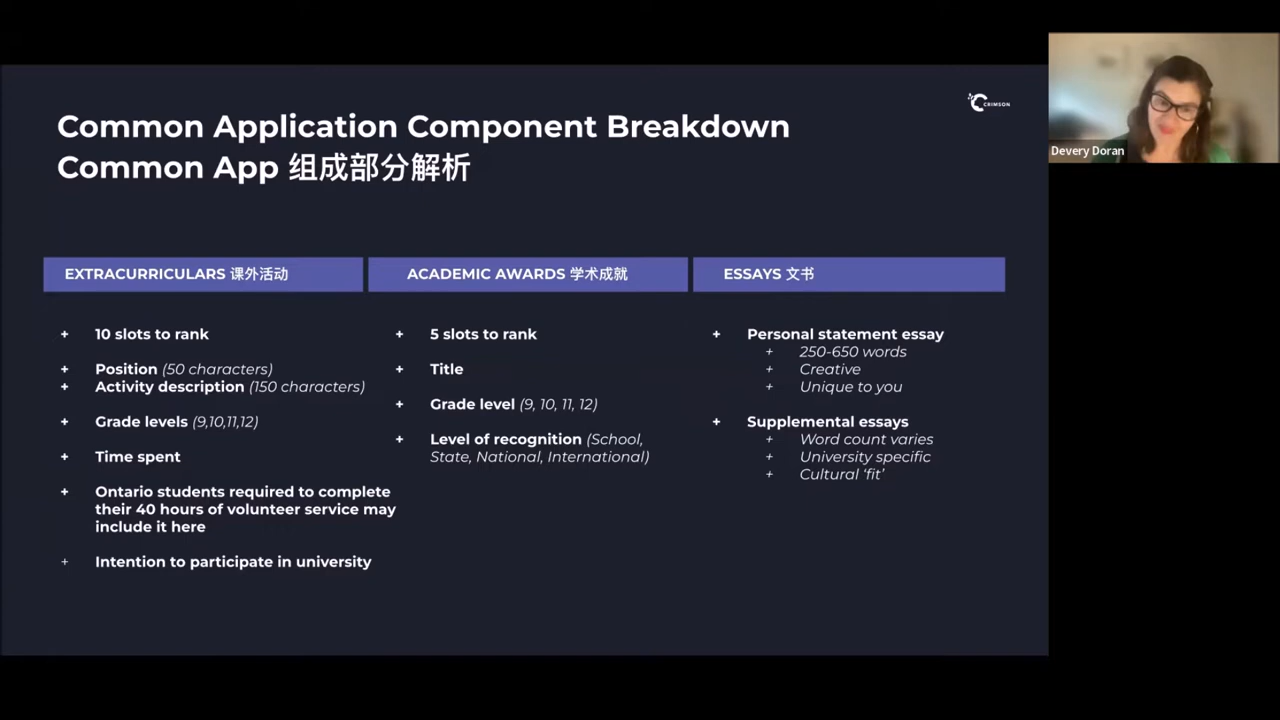 CRIMSON
Common Application Component Breakdown
Common App 组成部分解析
Devery Doran
EXTRACURRICULARS 课外活动
+ 10 slots to rank
+ Position (50 characters)
+ Activity description (150 characters)
+ Grade levels (9,10,11,12)
+ Time spent
+ Ontario students required to complete
their 40 hours of volunteer service may
include it here
+ Intention to participate in university
ACADEMIC AWARDS 学术成就
+ 5 slots to rank
+ Title
+ Grade level (9, 10, 11, 12)
+ Level of recognition (School,
State, National, International)
ESSAYS 文书
+ Personal statement essay
+ 250-650 words
+ Creative
+ Unique to you
+ Supplemental essays
+ Word count varies
+ University specific
+ Cultural ‘fit’